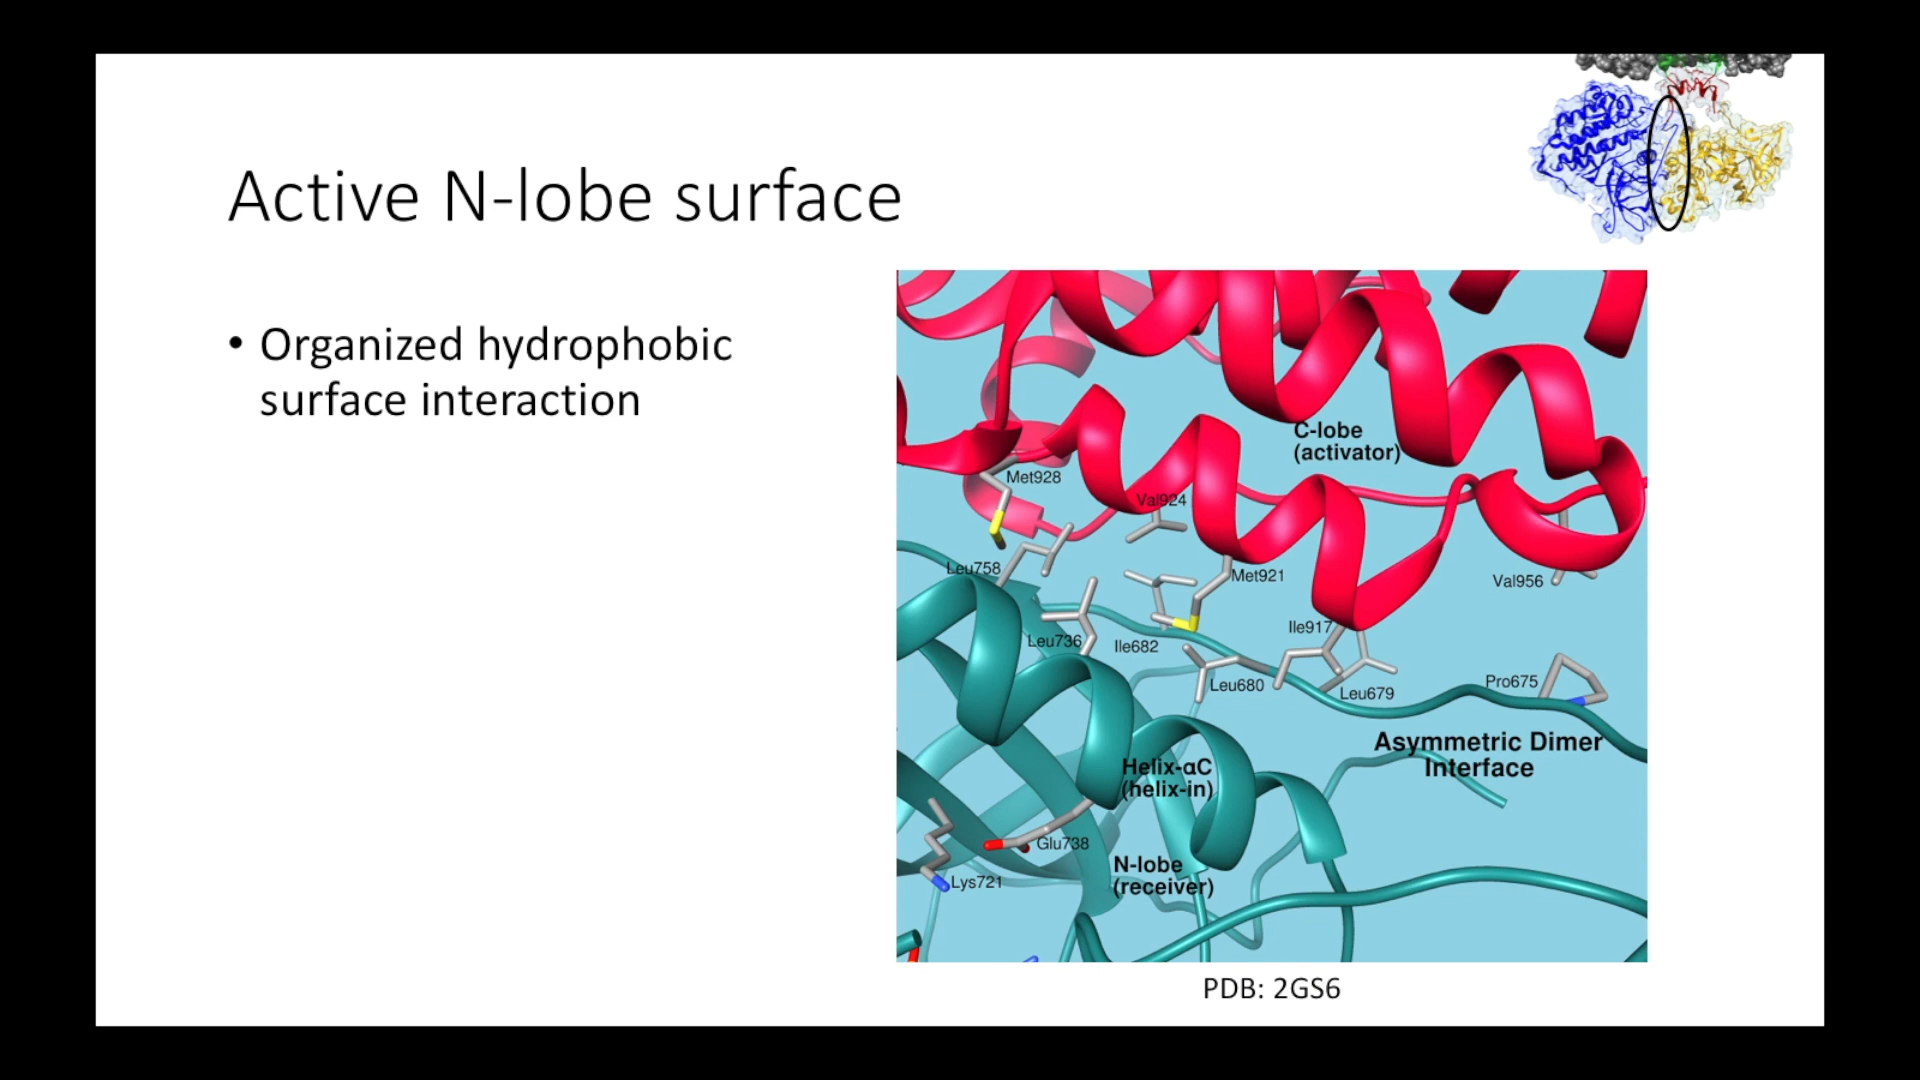 Active N-lobe surface
• Organized hydrophobic
surface interaction
C-lobe
(activator)
Met928
Val924
Leu758
Met921
Val956
Ile917
Leu736
Ile682
Leu680
Leu679
Pro675
Asymmetric Dimer
Interface
Helix-αC
(helix-in)
Glu738
N-lobe
(receiver)
Lys721
PDB: 2GS6